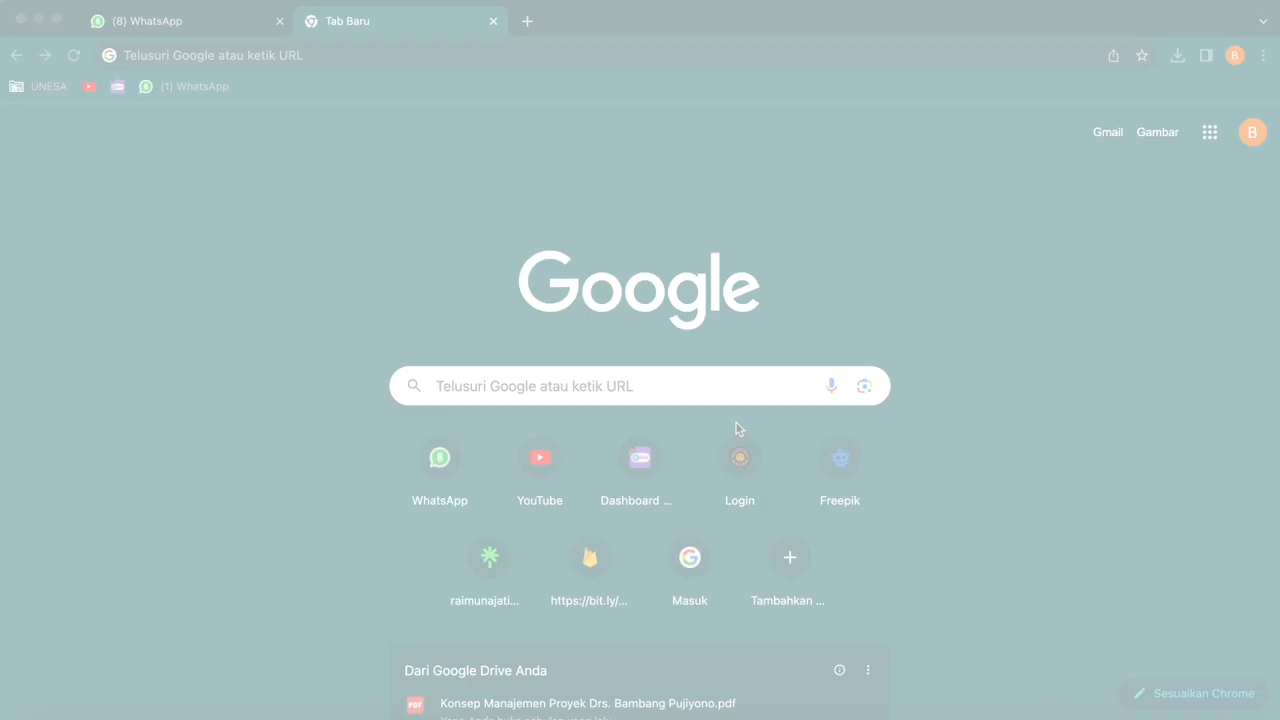 (8) WhatsApp
Tab Baru
Telusuri Google atau ketik URL
UNESA
(1) WhatsApp
B
Gmail
Gambar
B
Google
Telusuri Google atau ketik URL
8
WhatsApp
YouTube
Dashboard ...
Login
Freepik
raimunajati...
https://bit.ly/...
Masuk
Tambahkan ...
Dari Google Drive Anda
PDF
Konsep Manajemen Proyek Drs. Bambang Pujiyono.pdf
Sesuaikan Chrome